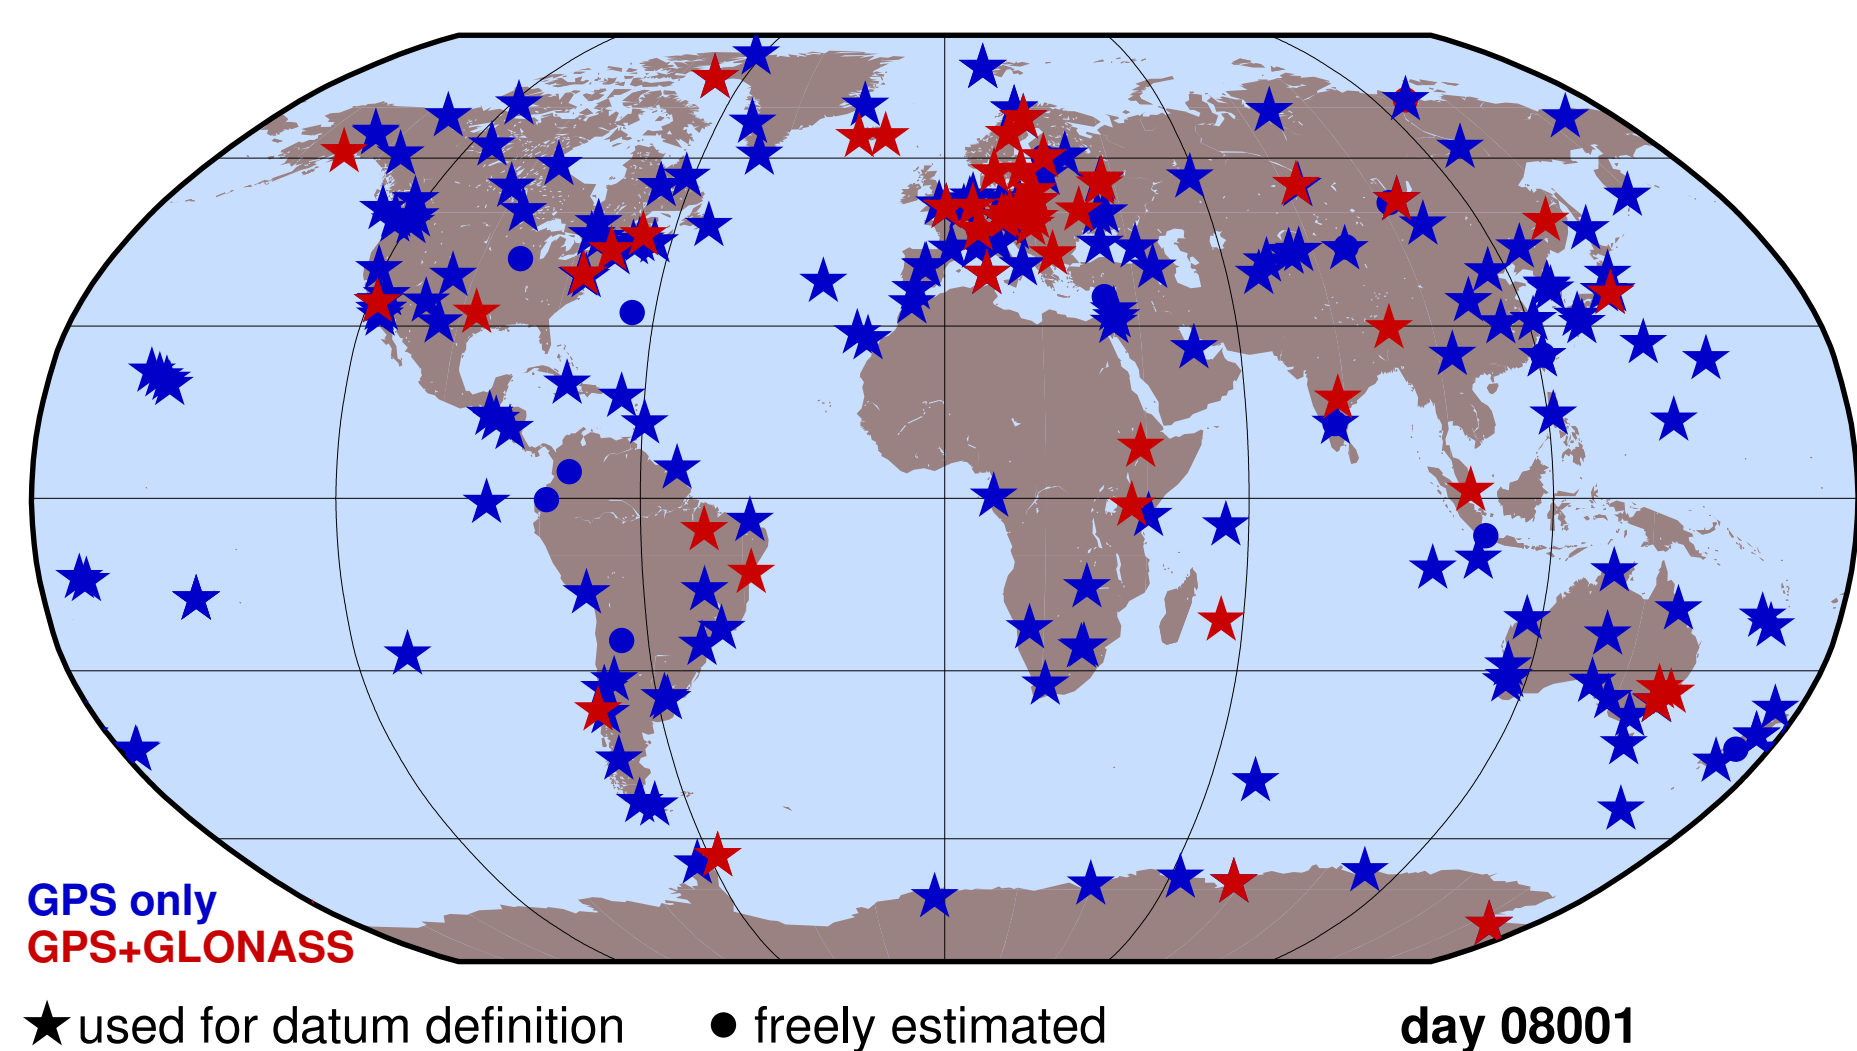 GPS only
GPS+GLONASS
used for datum definition
freely estimated
day 08001